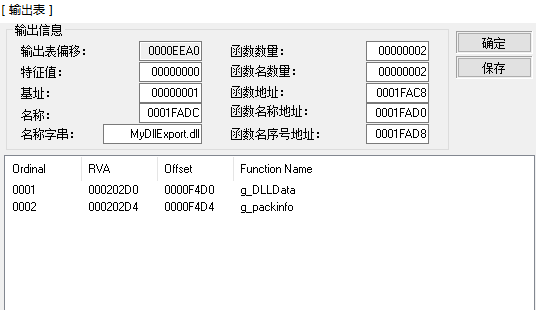 [ 输出表 ]
输出信息
输出表偏移: 0000EEA0 函数数量: 00000002 确定
特征值: 00000000 函数名数量: 00000002 保存
基址: 00000001 函数地址: 0001FAC8
名称: 0001FADC 函数名称地址: 0001FAD0
名称字串: MyDllExport.dll 函数名序号地址: 0001FAD8
Ordinal RVA Offset Function Name
0001 000202D0 0000F4D0 g_DLLData
0002 000202D4 0000F4D4 g_packinfo